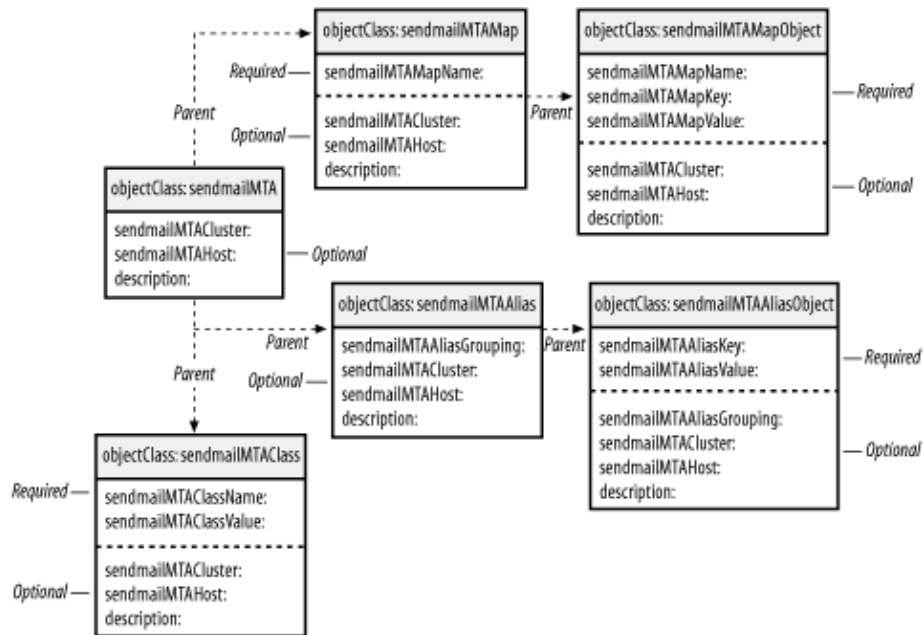 objectClass: sendmailMTAMap
Required
sendmailMTAMapName:
Optional
sendmailMTACluster:
sendmailMTAHost:
description:
Parent
Parent
objectClass: sendmailMTAMapObject
sendmailMTAMapName:
sendmailMTAMapKey:
sendmailMTAMapValue:
Required
sendmailMTACluster:
sendmailMTAHost:
description:
Optional
objectClass: sendmailMTA
sendmailMTACluster:
sendmailMTAHost:
description:
Optional
Parent
Parent
objectClass: sendmailMTAAlias
Optional
sendmailMTAAliasGrouping:
sendmailMTACluster:
sendmailMTAHost:
description:
Parent
objectClass: sendmailMTAAliasObject
sendmailMTAAliasKey:
sendmailMTAAliasValue:
Required
sendmailMTAAliasGrouping:
sendmailMTACluster:
sendmailMTAHost:
description:
Optional
objectClass: sendmailMTAClass
Required
sendmailMTAClassName:
sendmailMTAClassValue:
Optional
sendmailMTACluster:
sendmailMTAHost:
description: